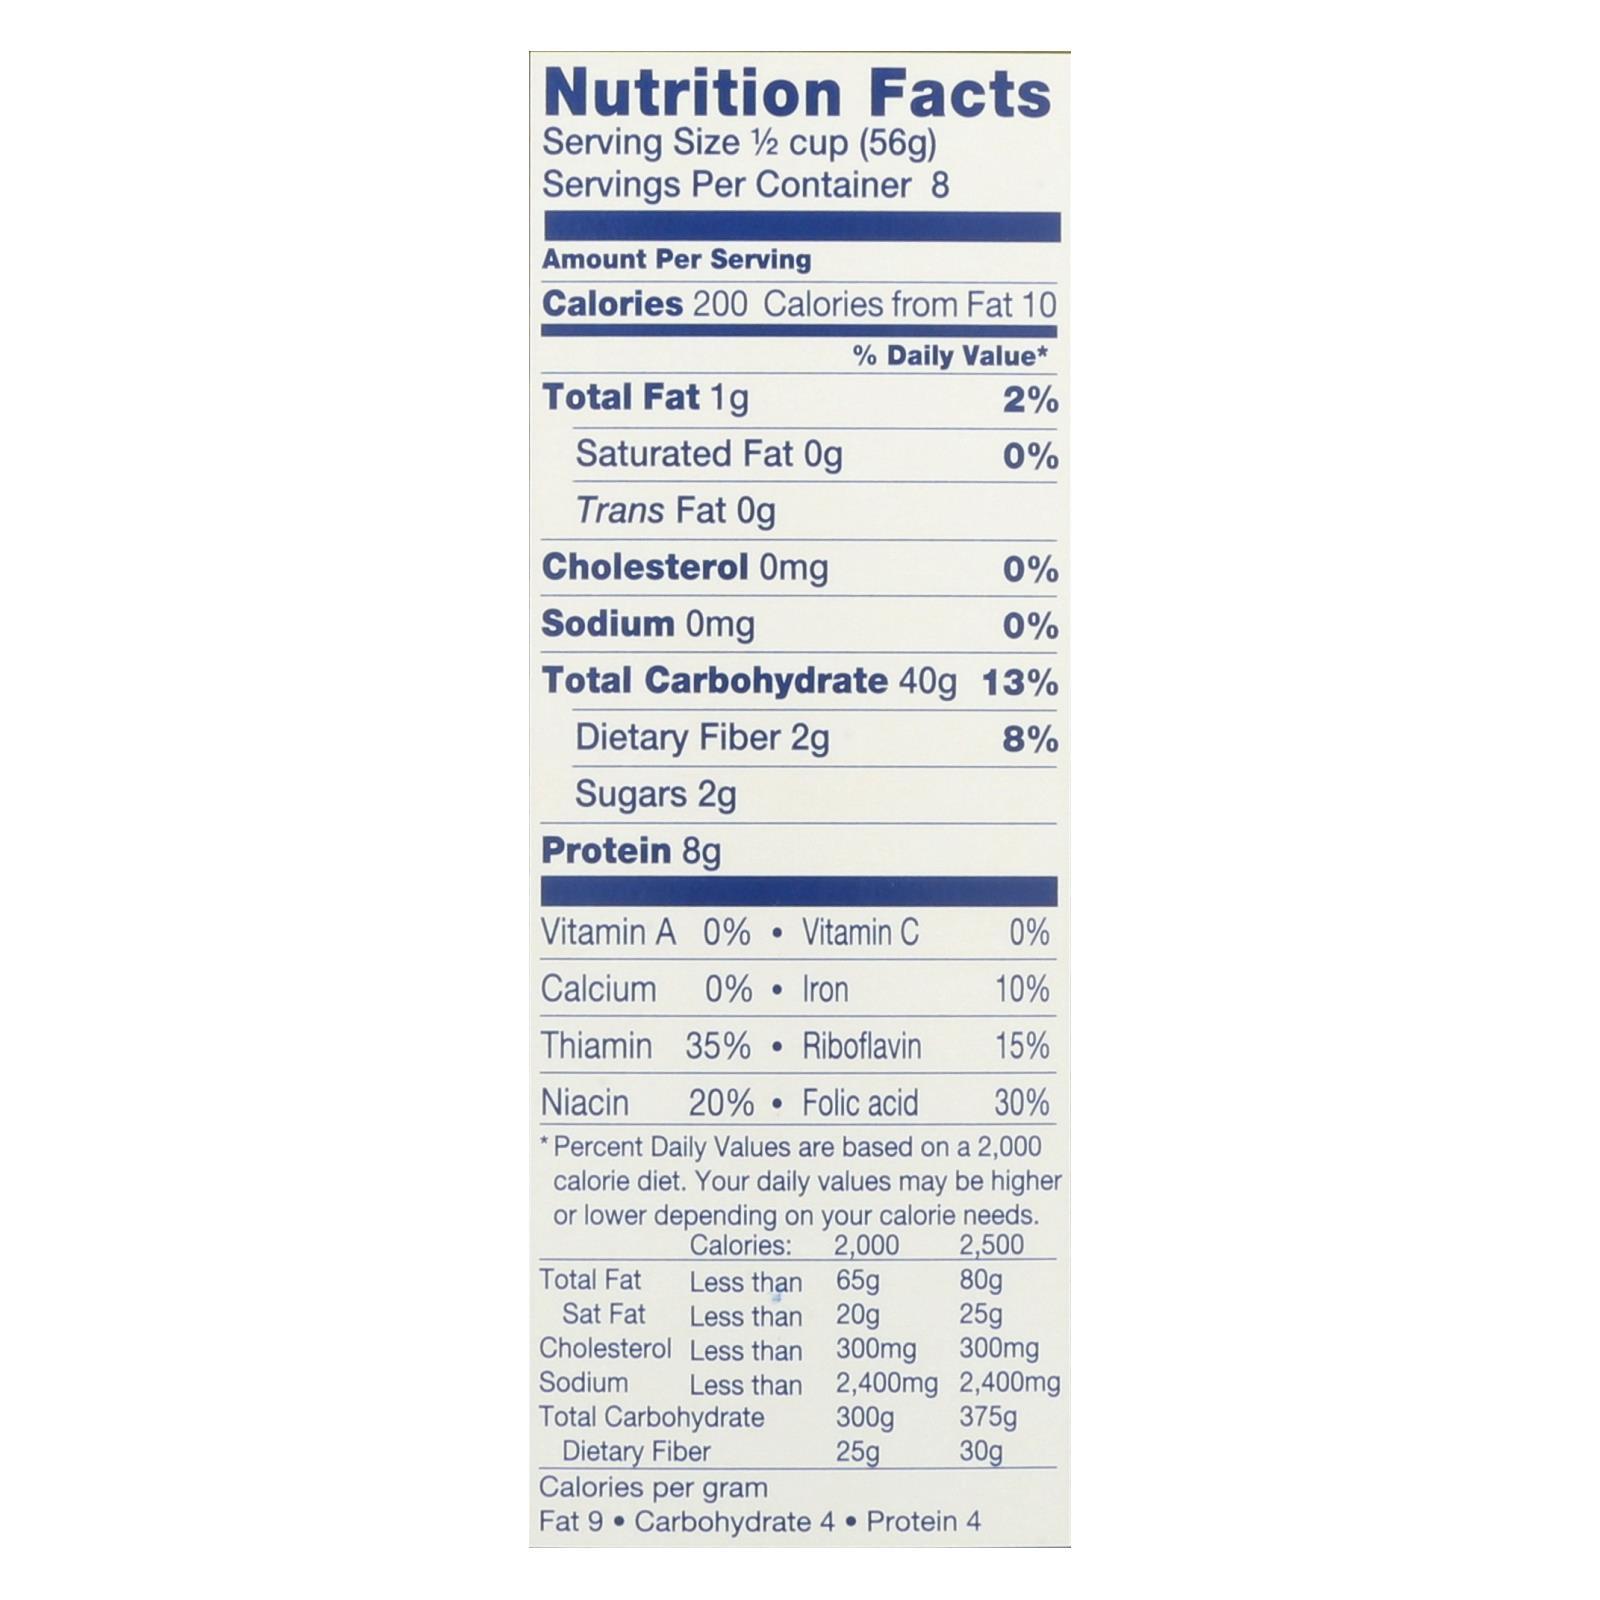 Nutrition Facts
Serving Size ½ cup (56g)
Servings Per Container 8
Amount Per Serving
Calories 200 Calories from Fat 10
% Daily Value*
Total Fat 1g 2%
Saturated Fat 0g 0%
Trans Fat 0g
Cholesterol 0mg 0%
Sodium 0mg 0%
Total Carbohydrate 40g 13%
Dietary Fiber 2g 8%
Sugars 2g
Protein 8g
Vitamin A 0% • Vitamin C 0%
Calcium 0% • Iron 10%
Thiamin 35% • Riboflavin 15%
Niacin 20% • Folic acid 30%
* Percent Daily Values are based on a 2,000
calorie diet. Your daily values may be higher
or lower depending on your calorie needs.
Calories: 2,000 2,500
Total Fat Less than 65g 80g
Sat Fat Less than 20g 25g
Cholesterol Less than 300mg 300mg
Sodium Less than 2,400mg 2,400mg
Total Carbohydrate 300g 375g
Dietary Fiber 25g 30g
Calories per gram
Fat 9 • Carbohydrate 4 • Protein 4